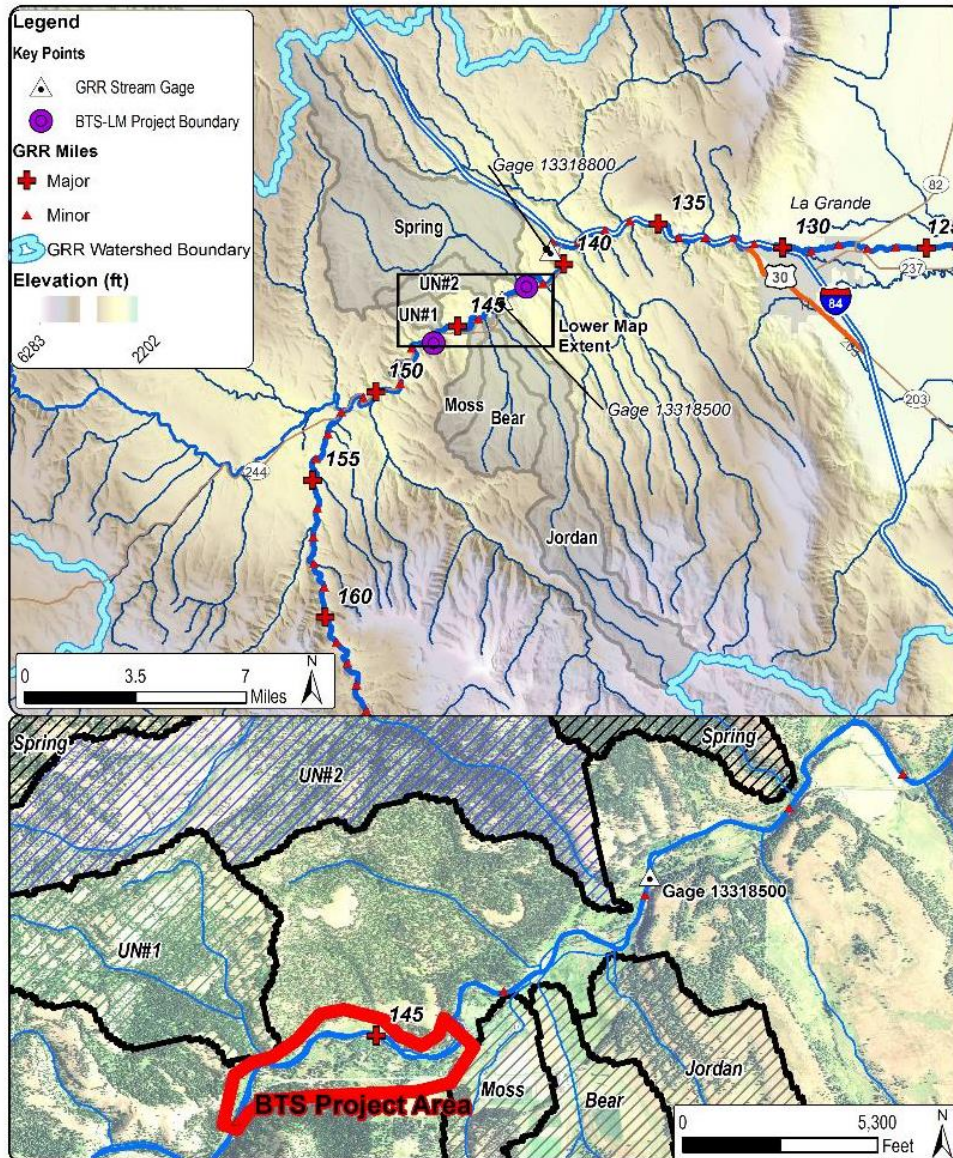 Legend
Key Points
GRR Stream Gage
BTS-LM Project Boundary
GRR Miles
Major
Minor
GRR Watershed Boundary
Elevation (ft)
6283
2202
Gage 13318800
Spring
UN#2
UN#1
145
140
135
La Grande
130
125
82
237
30
84
203
Lower Map
Extent
150
Moss
Bear
Gage 13318500
155
244
Jordan
160
0 3.5 7
Miles
N
Spring
UN#2
Spring
Gage 13318500
UN#1
145
BTS Project Area
Moss
Bear
Jordan
0 5,300
Feet
N